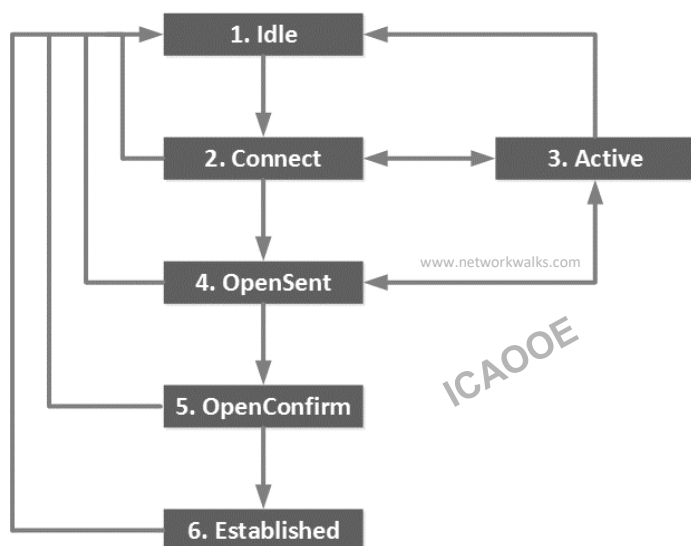 1. Idle
2. Connect
3. Active
www.networkwalks.com
4. OpenSent
ICAOOE
5. OpenConfirm
6. Established